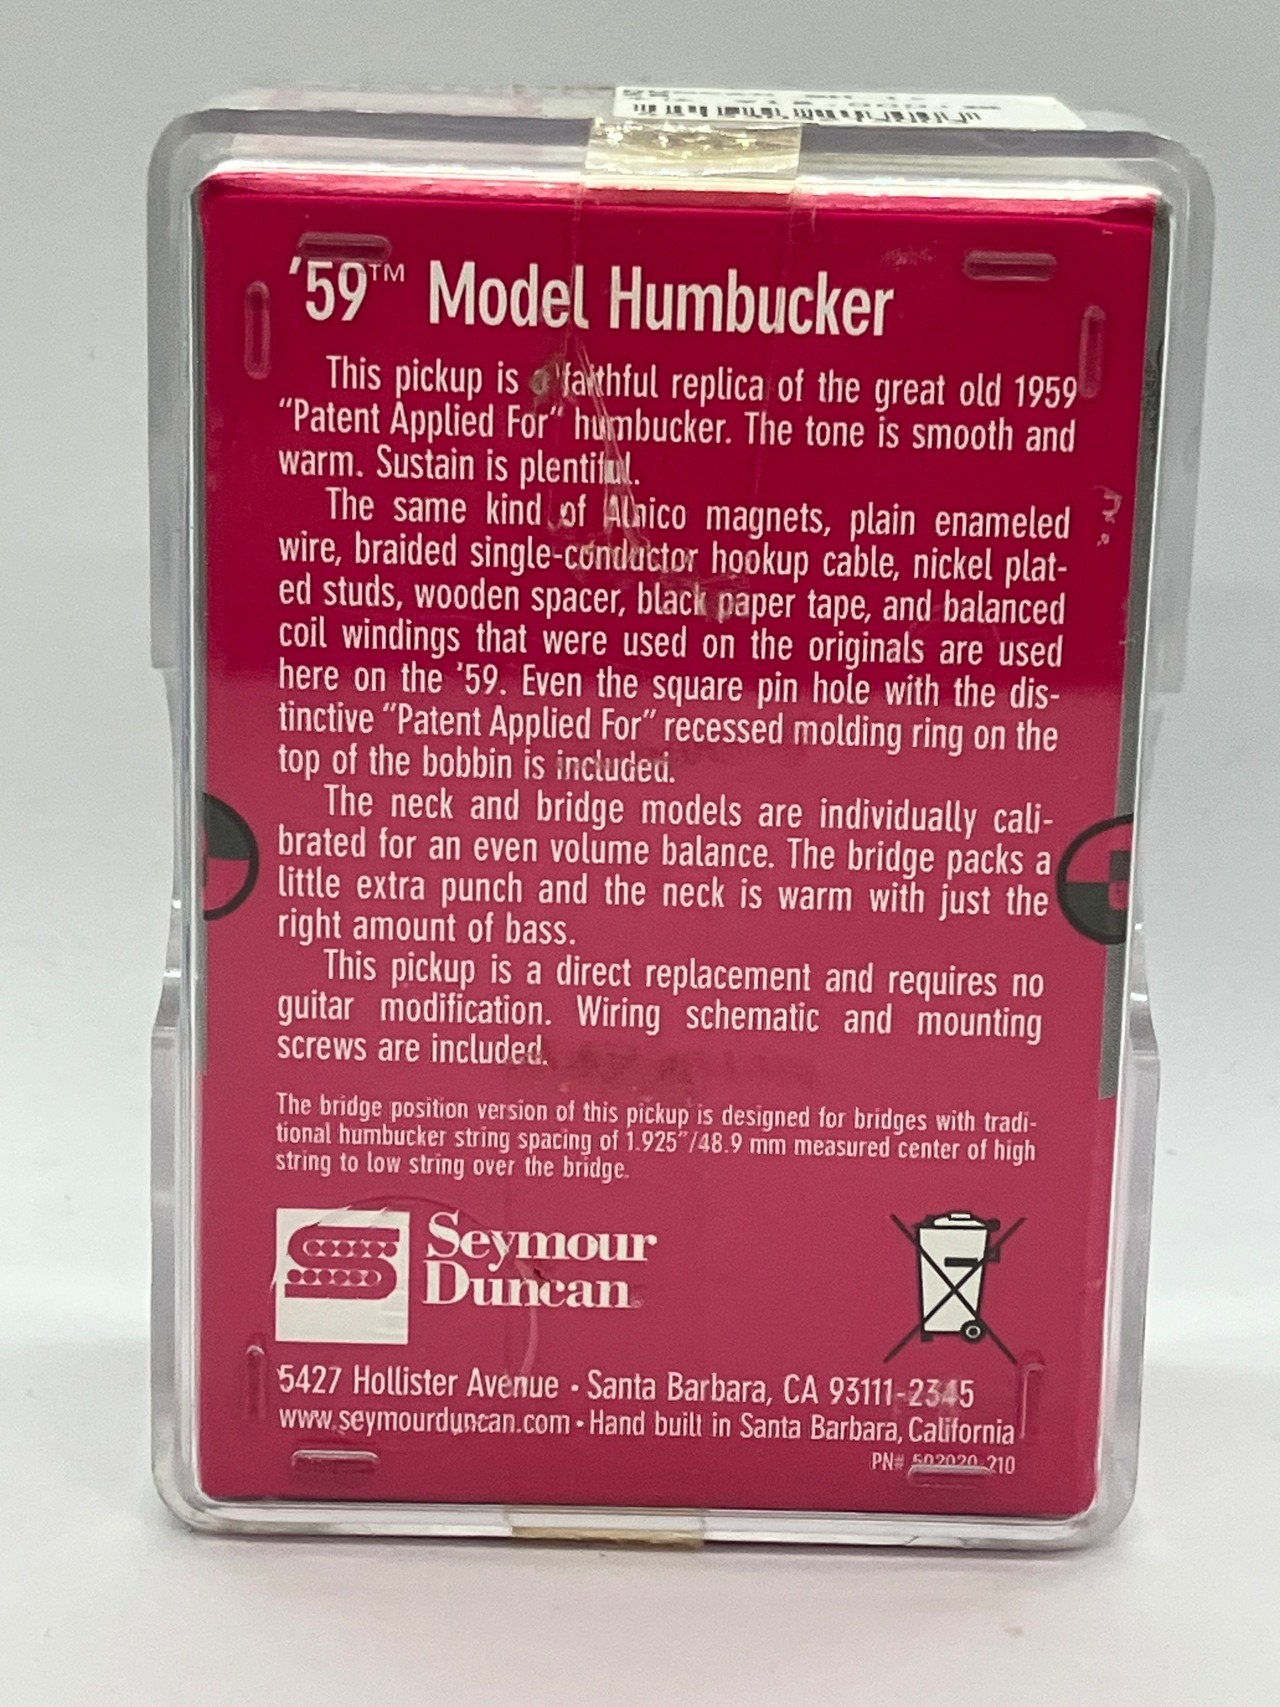 '59™ Model Humbucker
This pickup is a faithful replica of the great old 1959
"Patent Applied For" humbucker. The tone is smooth and
warm. Sustain is plentiful.
The same kind of Alnico magnets, plain enameled
wire, braided single-conductor hookup cable, nickel plat-
ed studs, wooden spacer, black paper tape, and balanced
coil windings that were used on the originals are used
here on the '59. Even the square pin hole with the dis-
tinctive "Patent Applied For" recessed molding ring on the
top of the bobbin is included.
The neck and bridge models are individually cali-
brated for an even volume balance. The bridge packs a
little extra punch and the neck is warm with just the
right amount of bass.
This pickup is a direct replacement and requires no
guitar modification. Wiring schematic and mounting
screws are included.
The bridge position version of this pickup is designed for bridges with tradi-
tional humbucker string spacing of 1.925"/48.9 mm measured center of high
string to low string over the bridge.
Seymour
Duncan
5427 Hollister Avenue • Santa Barbara, CA 93111-2345
www.seymourduncan.com • Hand built in Santa Barbara, California
PN# 502020-210